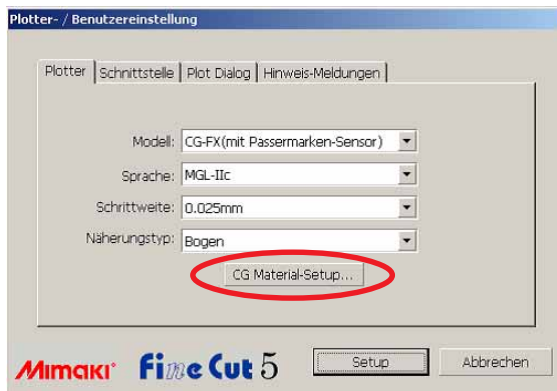 Plotter- / Benutzereinstellung
Plotter Schnittstelle Plot Dialog Hinweis-Meldungen
Modell: CG-FX(mit Passermarken-Sensor)
Sprache: MGL-IIc
Schrittweite: 0.025mm
Näherungstyp: Bogen
CG Material-Setup...
Mimaki Fine Cut 5 Setup Abbrechen